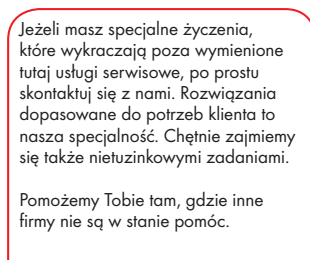 Jeżeli masz specjalne życzenia,
które wykraczają poza wymienione
tutaj usługi serwisowe, po prostu
skontaktuj się z nami. Rozwiązania
dopasowane do potrzeb klienta to
nasza specjalność. Chętnie zajmiemy
się także nietuzinkowymi zadaniami.

Pomożemy Tobie tam, gdzie inne
firmy nie są w stanie pomóc.